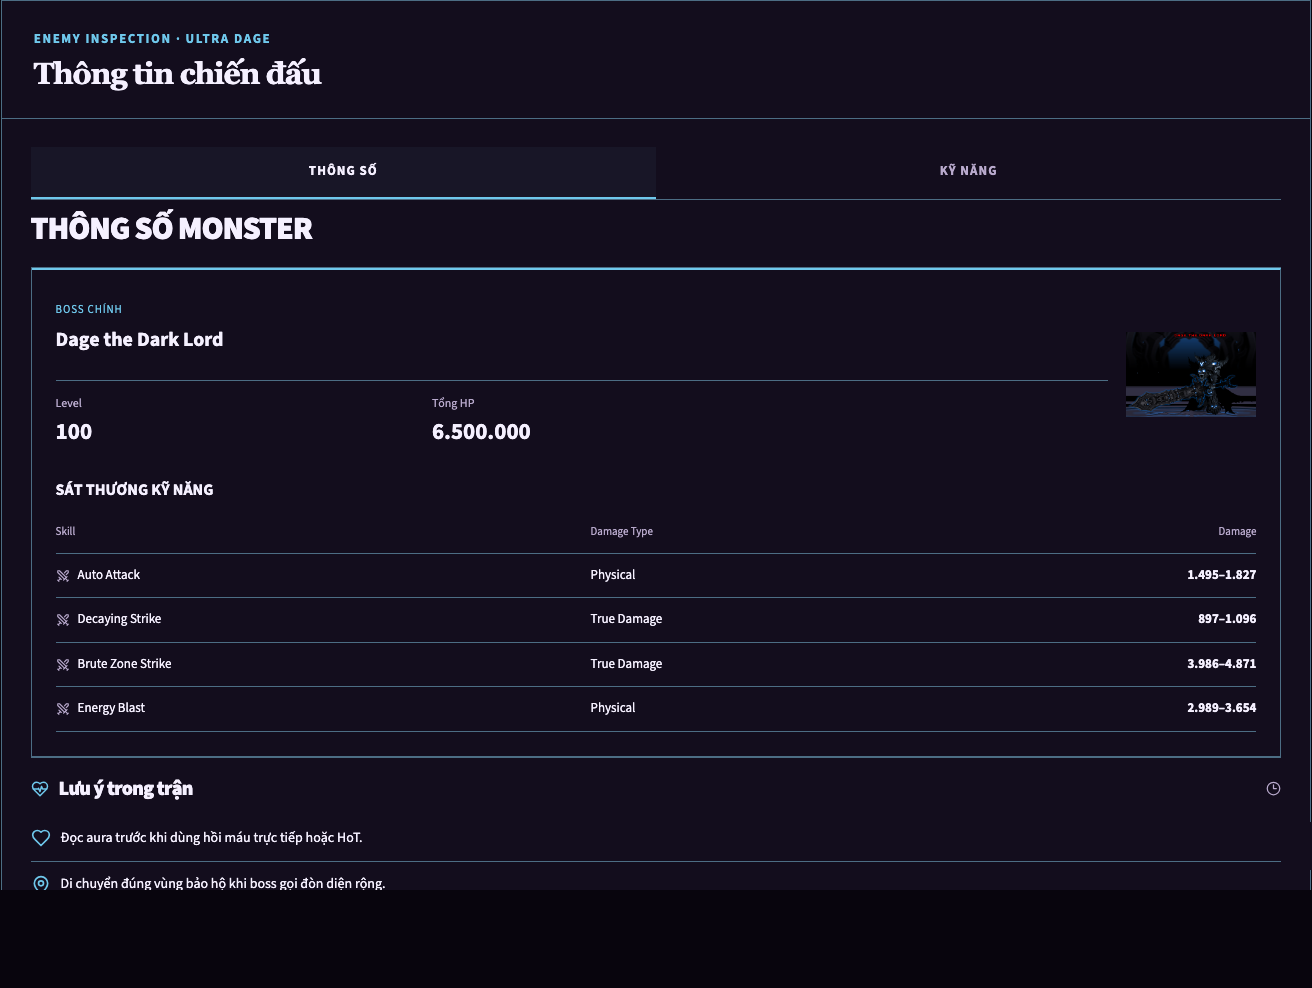 ENEMY INSPECTION · ULTRA DAGE
Thông tin chiến đấu
THÔNG SỐ
KỸ NĂNG
THÔNG SỐ MONSTER
BOSS CHÍNH
Dage the Dark Lord
Level
Tổng HP
100
6.500.000
SÁT THƯƠNG KỸ NĂNG
Skill Damage Type Damage
Auto Attack Physical 1.495–1.827
Decaying Strike True Damage 897–1.096
Brute Zone Strike True Damage 3.986–4.871
Energy Blast Physical 2.989–3.654
Lưu ý trong trận
Đọc aura trước khi dùng hồi máu trực tiếp hoặc HoT.
Di chuyển đúng vùng bảo hộ khi boss gọi đòn diện rộng.